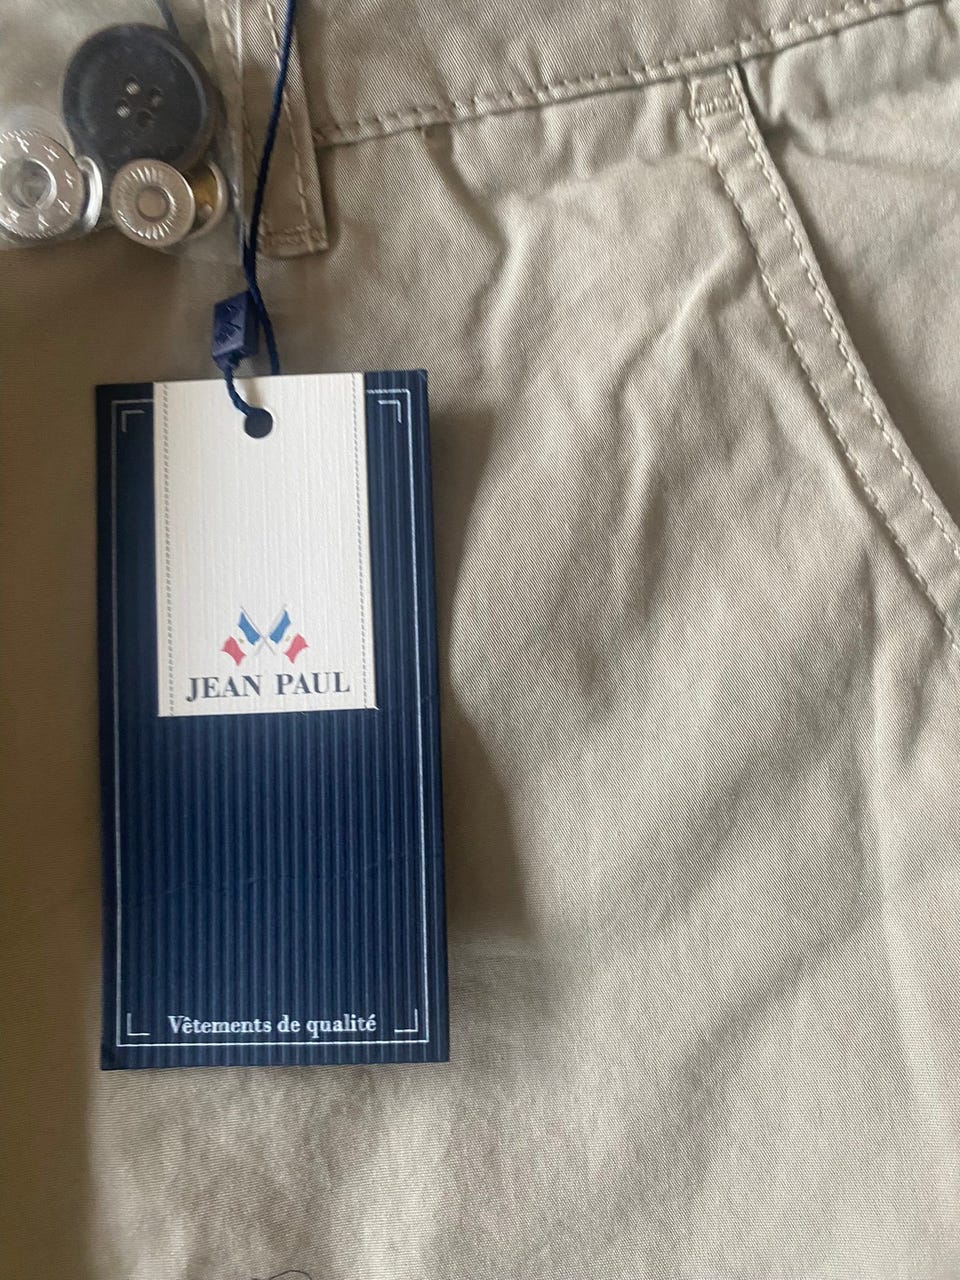 JEAN PAUL
Vêtements de qualité